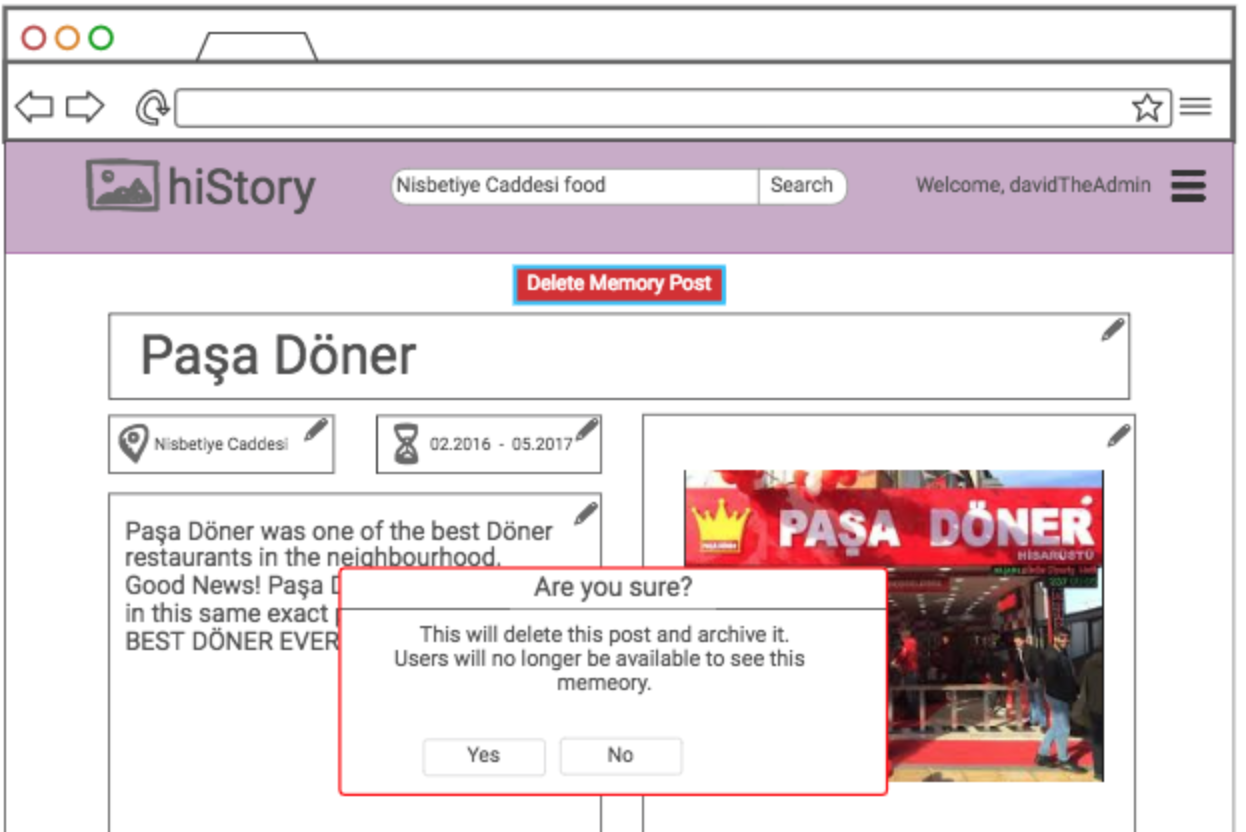 hiStory
Nisbetiye Caddesi food
Search
Welcome, davidTheAdmin
Delete Memory Post
Paşa Döner
Nisbetiye Caddesi
02.2016 - 05.2017
Paşa Döner was one of the best Döner
restaurants in the neighbourhood.
Good News! Paşa
in this same exact
BEST DÖNER EVER
PAŞA DÖNER
HİSARÜSTÜ
Are you sure?
This will delete this post and archive it.
Users will no longer be available to see this
memeory.
Yes
No